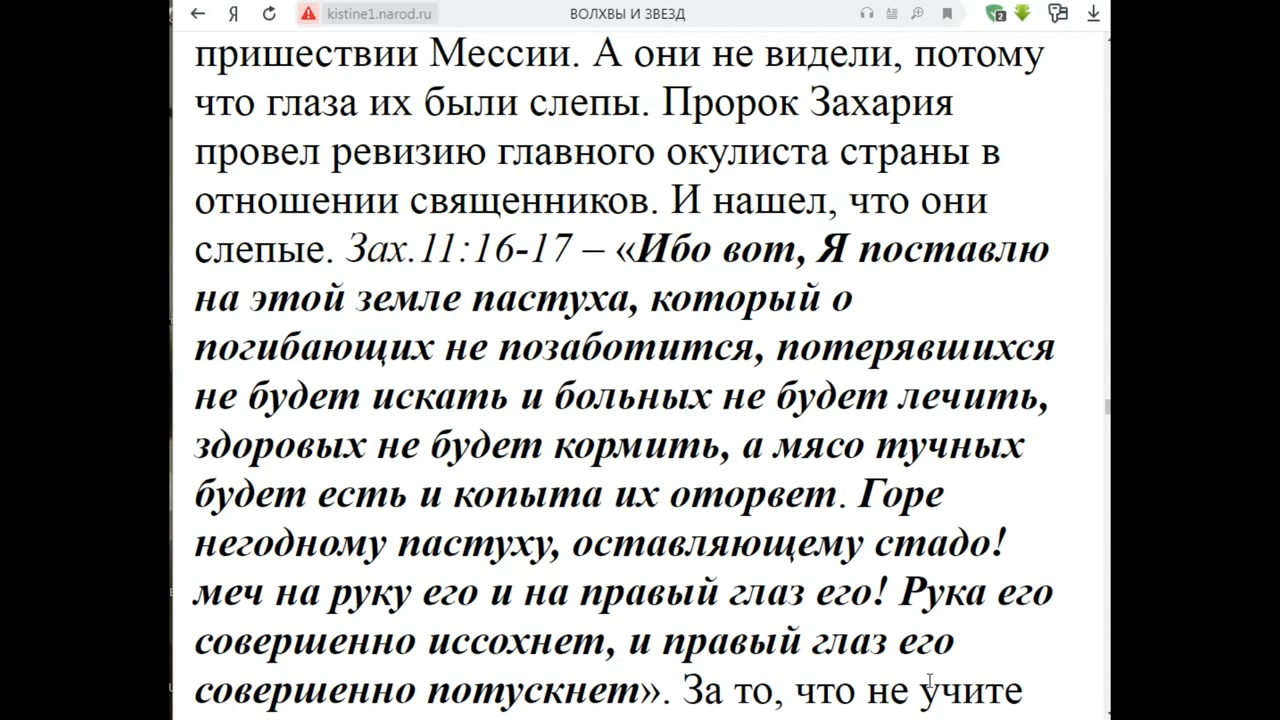 Я
kistine1.narod.ru
ВОЛХВЫ И ЗВЕЗД
2
пришествии Мессии. А они не видели, потому
что глаза их были слепы. Пророк Захария
провел ревизию главного окулиста страны в
отношении священников. И нашел, что они
слепые. Зах.11:16-17 – «Ибо вот, Я поставлю
на этой земле пастуха, который о
погибающих не позаботится, потерявшихся
не будет искать и больных не будет лечить,
здоровых не будет кормить, а мясо тучных
будет есть и копыта их оторвет. Горе
негодному пастуху, оставляющему стадо!
меч на руку его и на правый глаз его! Рука его
совершенно иссохнет, и правый глаз его
совершенно потускнет». За то, что не учите